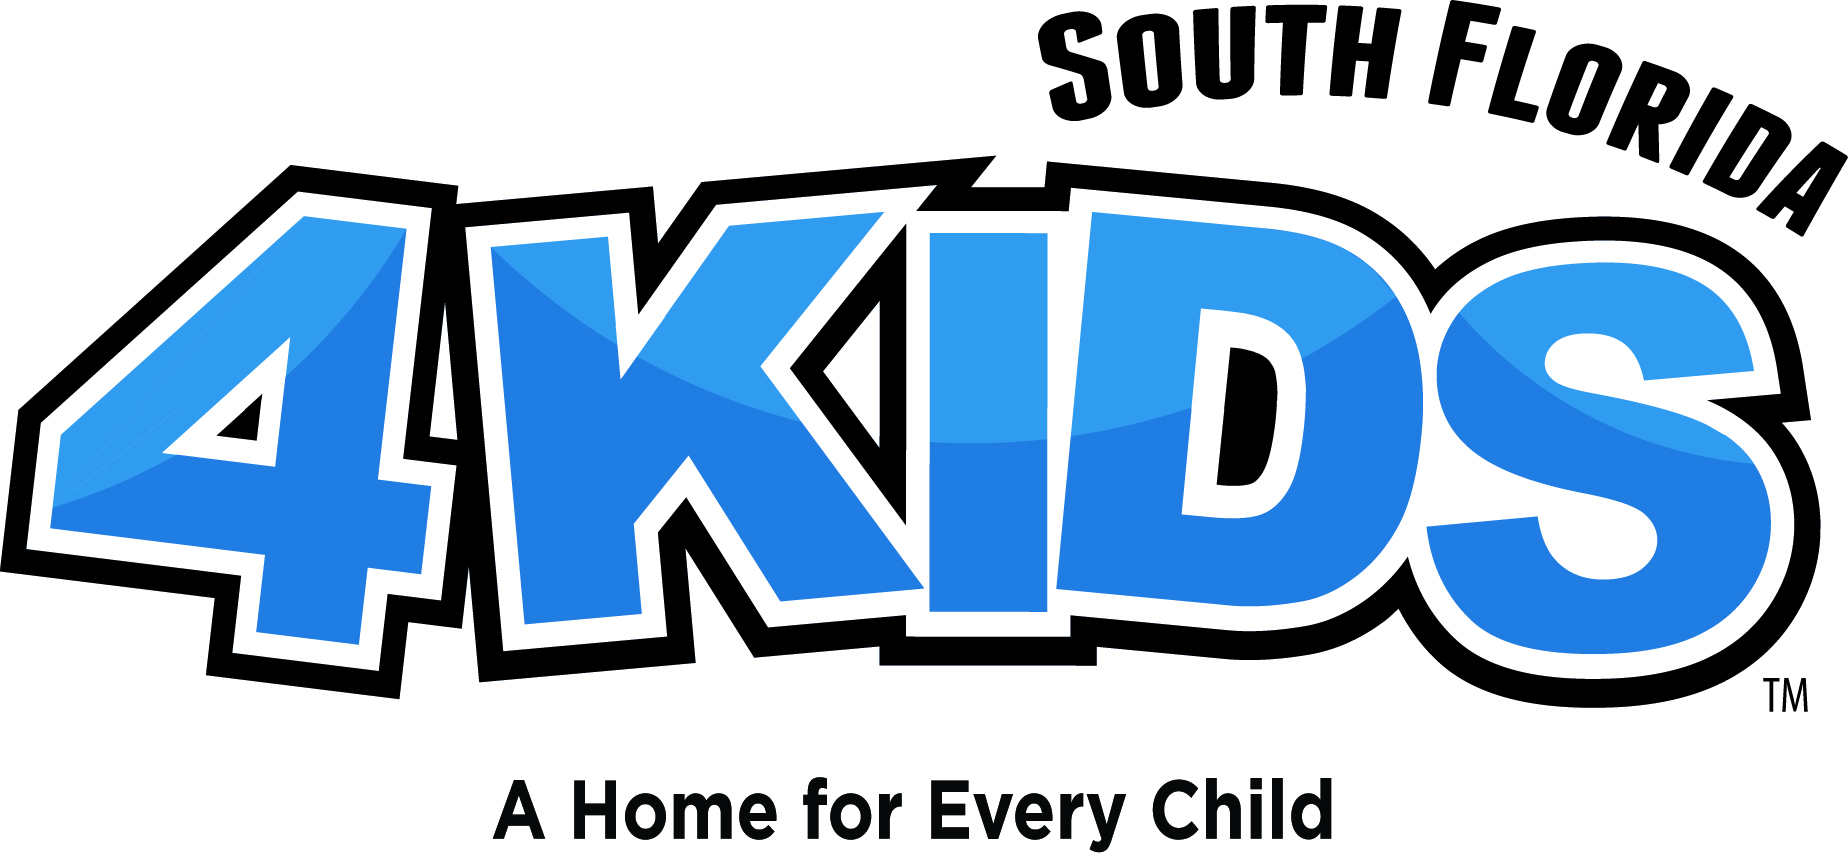 SOUTH FLORIDA
4KIDS
TM
A Home for Every Child